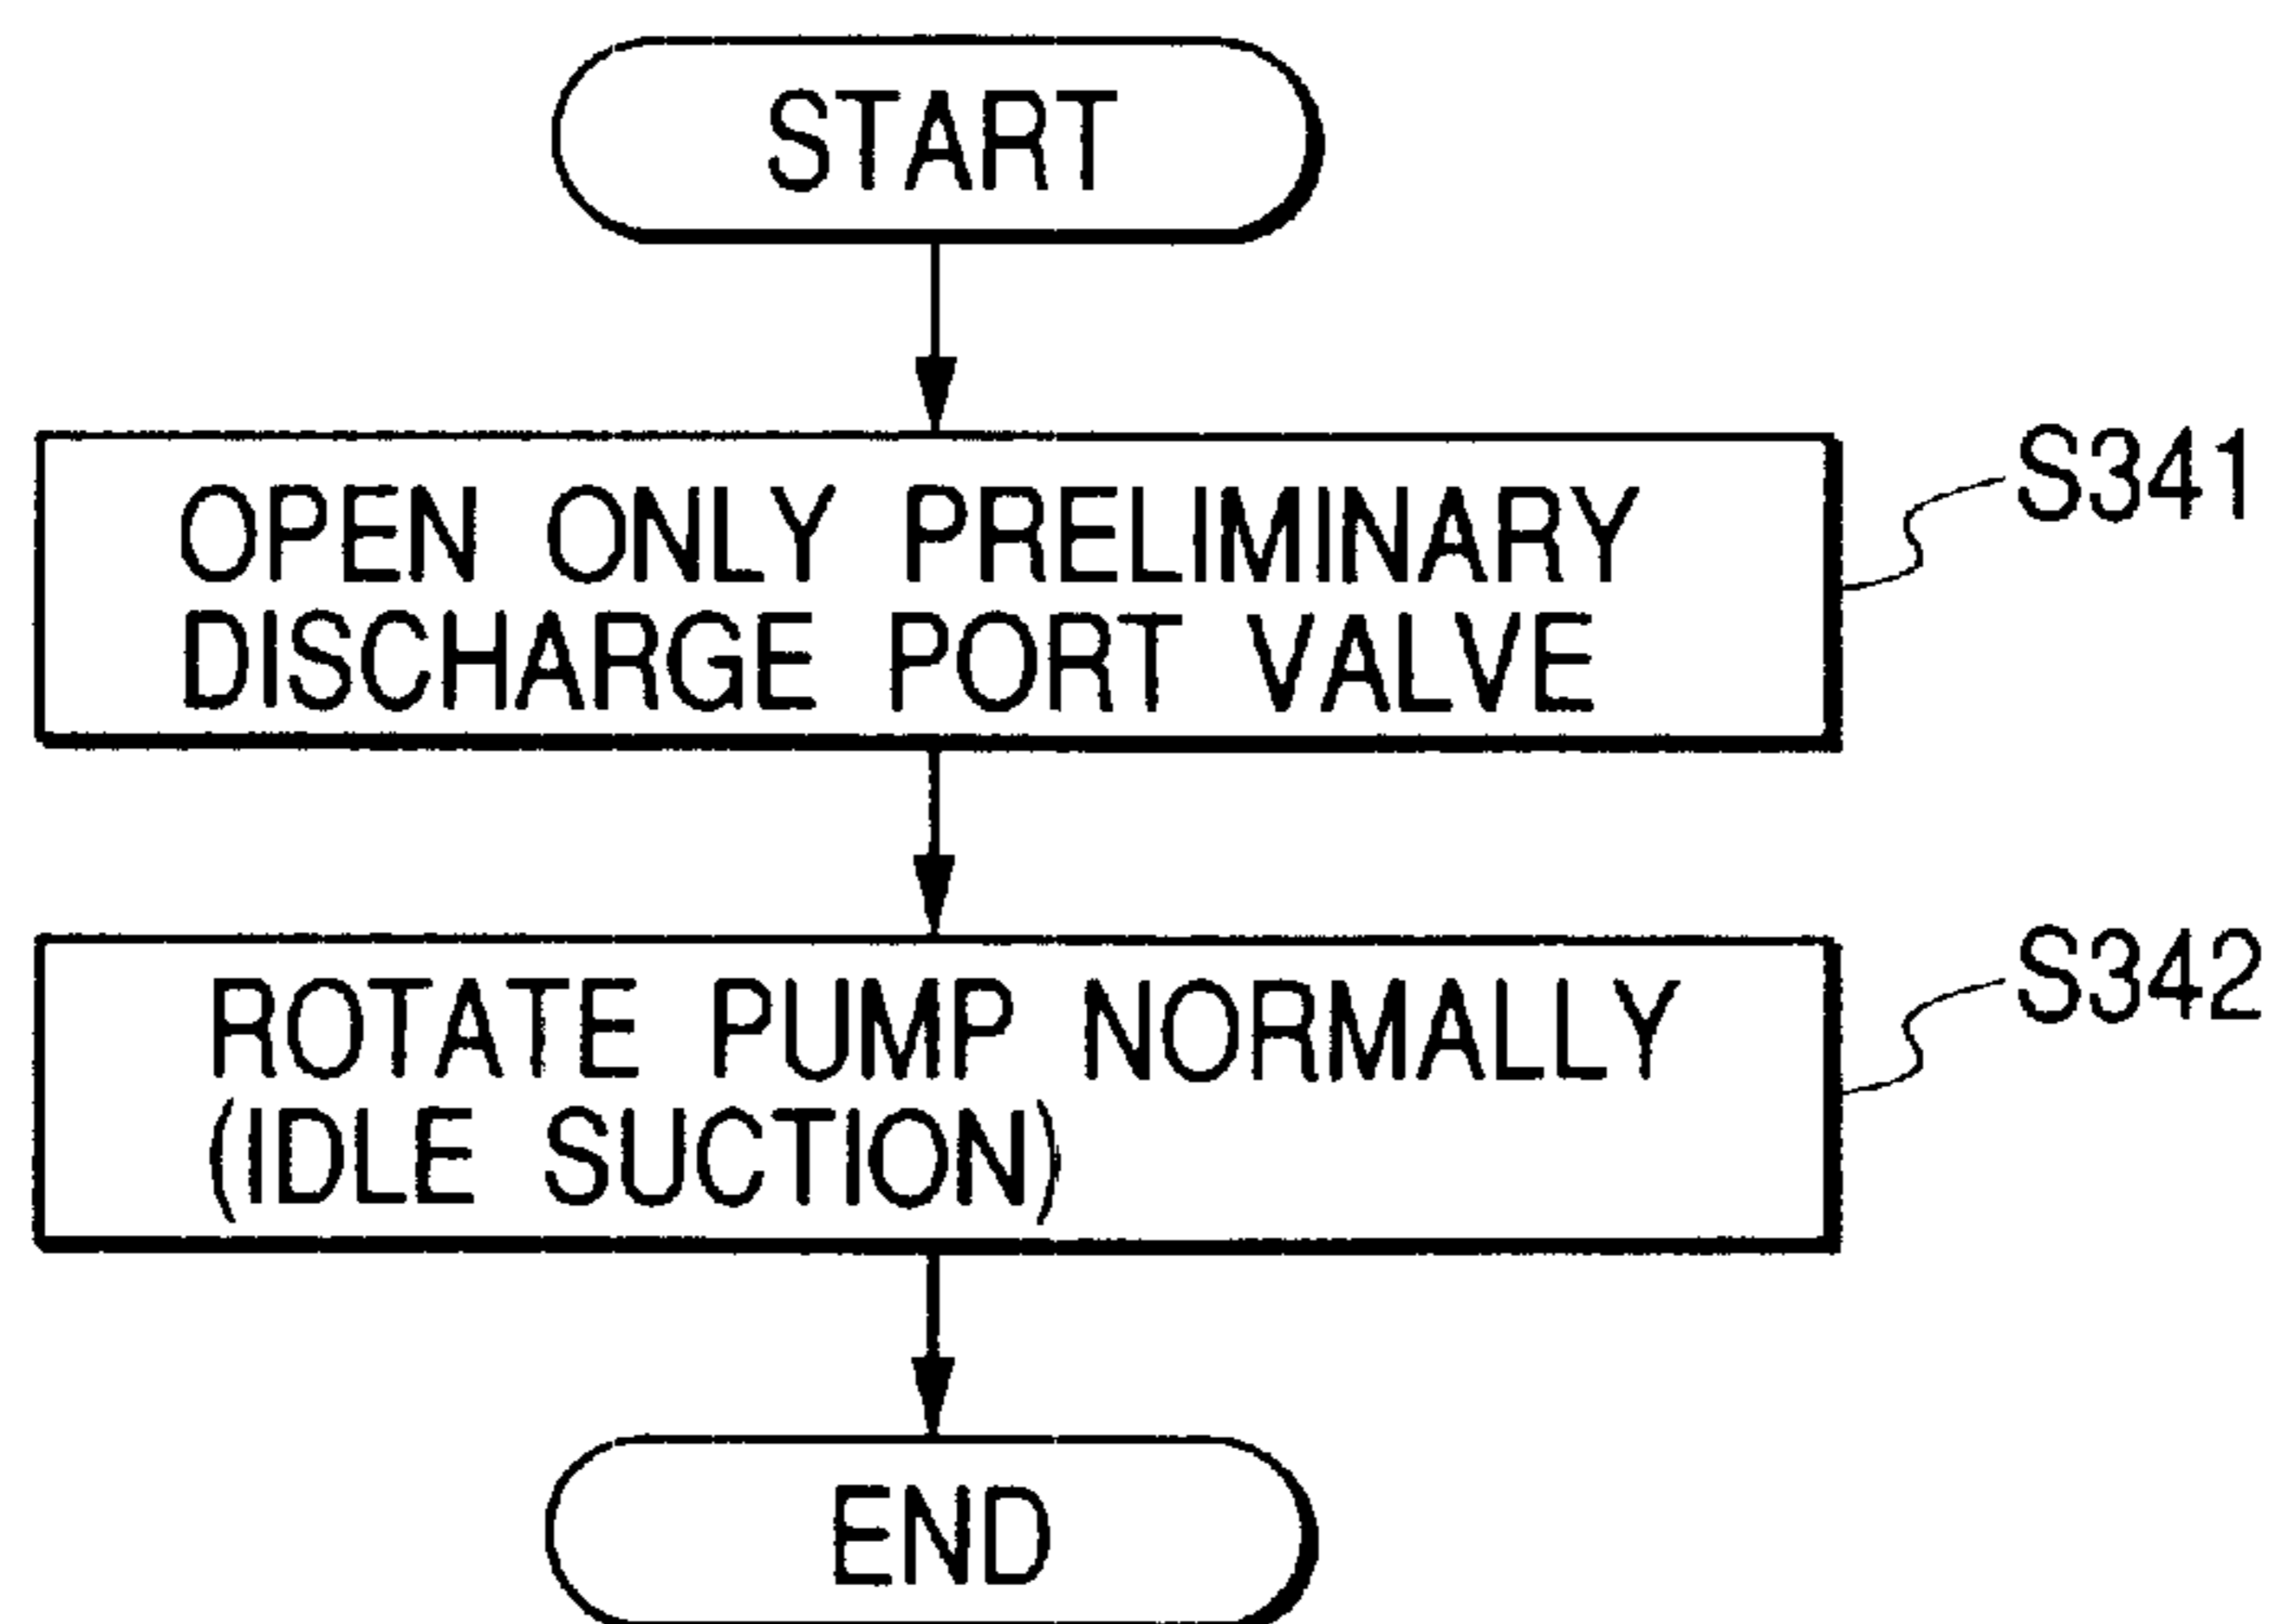 START
OPEN ONLY PRELIMINARY
DISCHARGE PORT VALVE
S341
ROTATE PUMP NORMALLY
(IDLE SUCTION)
S342
END